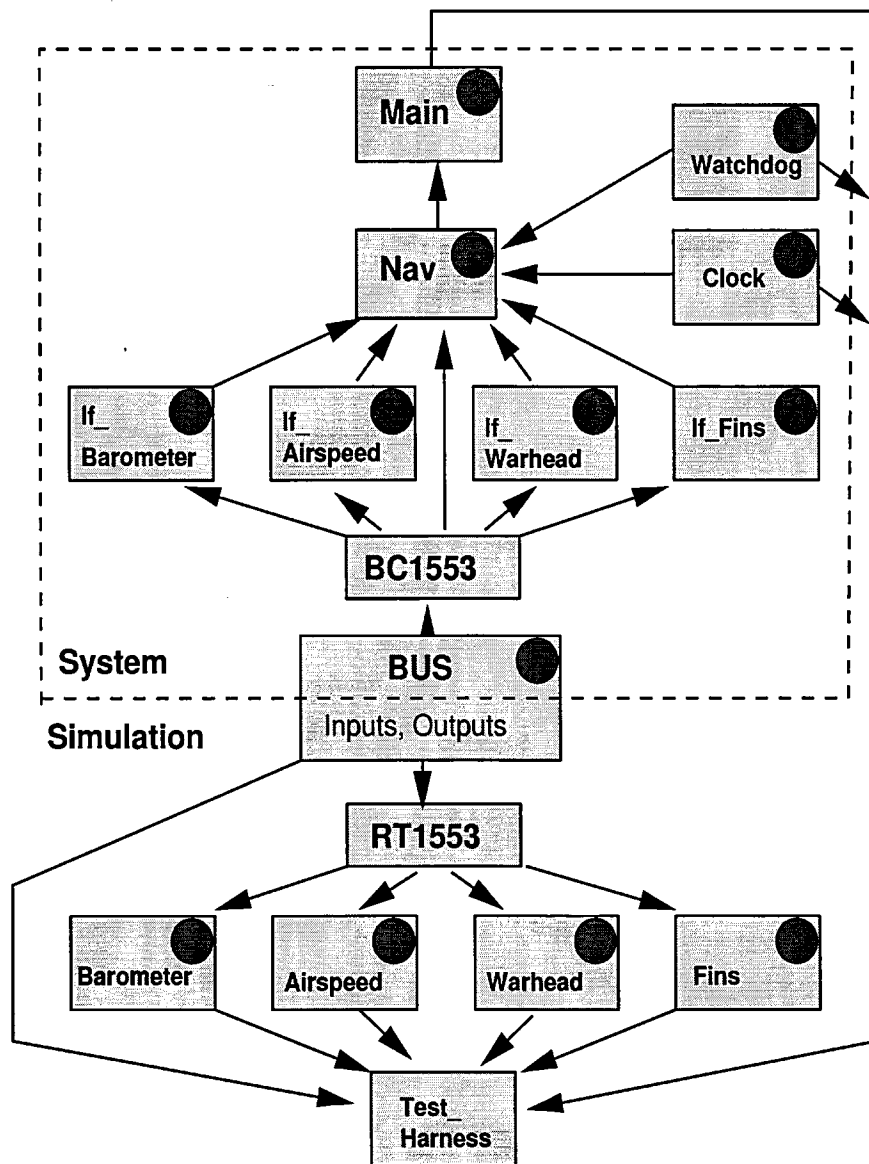 Main
Watchdog
Nav
Clock
If_
Barometer
If_
Airspeed
If_
Warhead
If_Fins
BC1553
System
BUS
Simulation
Inputs, Outputs
RT1553
Barometer
Airspeed
Warhead
Fins
Test_
Harness